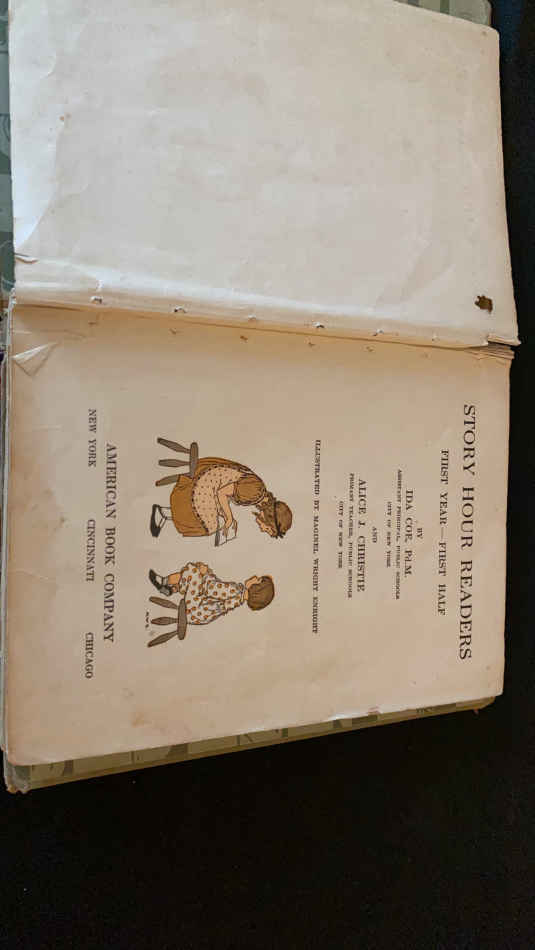 STORY HOUR READERS
FIRST YEAR—FIRST HALF
BY
IDA COE, Pd.M.
ASSISTANT PRINCIPAL, PUBLIC SCHOOLS
CITY OF NEW YORK
AND
ALICE J. CHRISTIE
PRIMARY TEACHER, PUBLIC SCHOOLS
CITY OF NEW YORK
ILLUSTRATED BY MAGINEL WRIGHT ENRIGHT
AMERICAN BOOK COMPANY
NEW YORK CINCINNATI CHICAGO